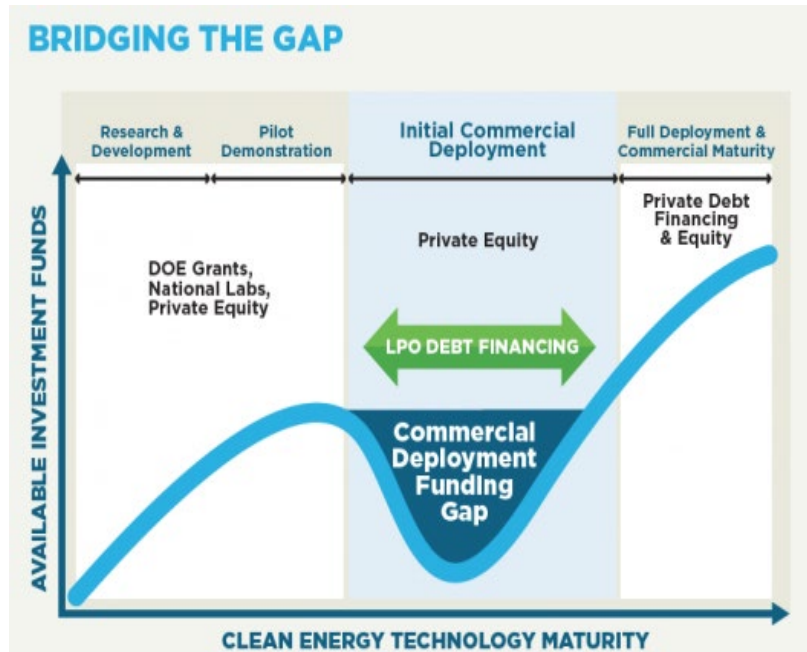 BRIDGING THE GAP
Research &
Development
Pilot
Demonstration
Initial Commercial
Deployment
Full Deployment &
Commercial Maturity
DOE Grants,
National Labs,
Private Equity
Private Equity
Private Debt
Financing
& Equity
LPO DEBT FINANCING
Commercial
Deployment
Funding
Gap
AVAILABLE INVESTMENT FUNDS
CLEAN ENERGY TECHNOLOGY MATURITY